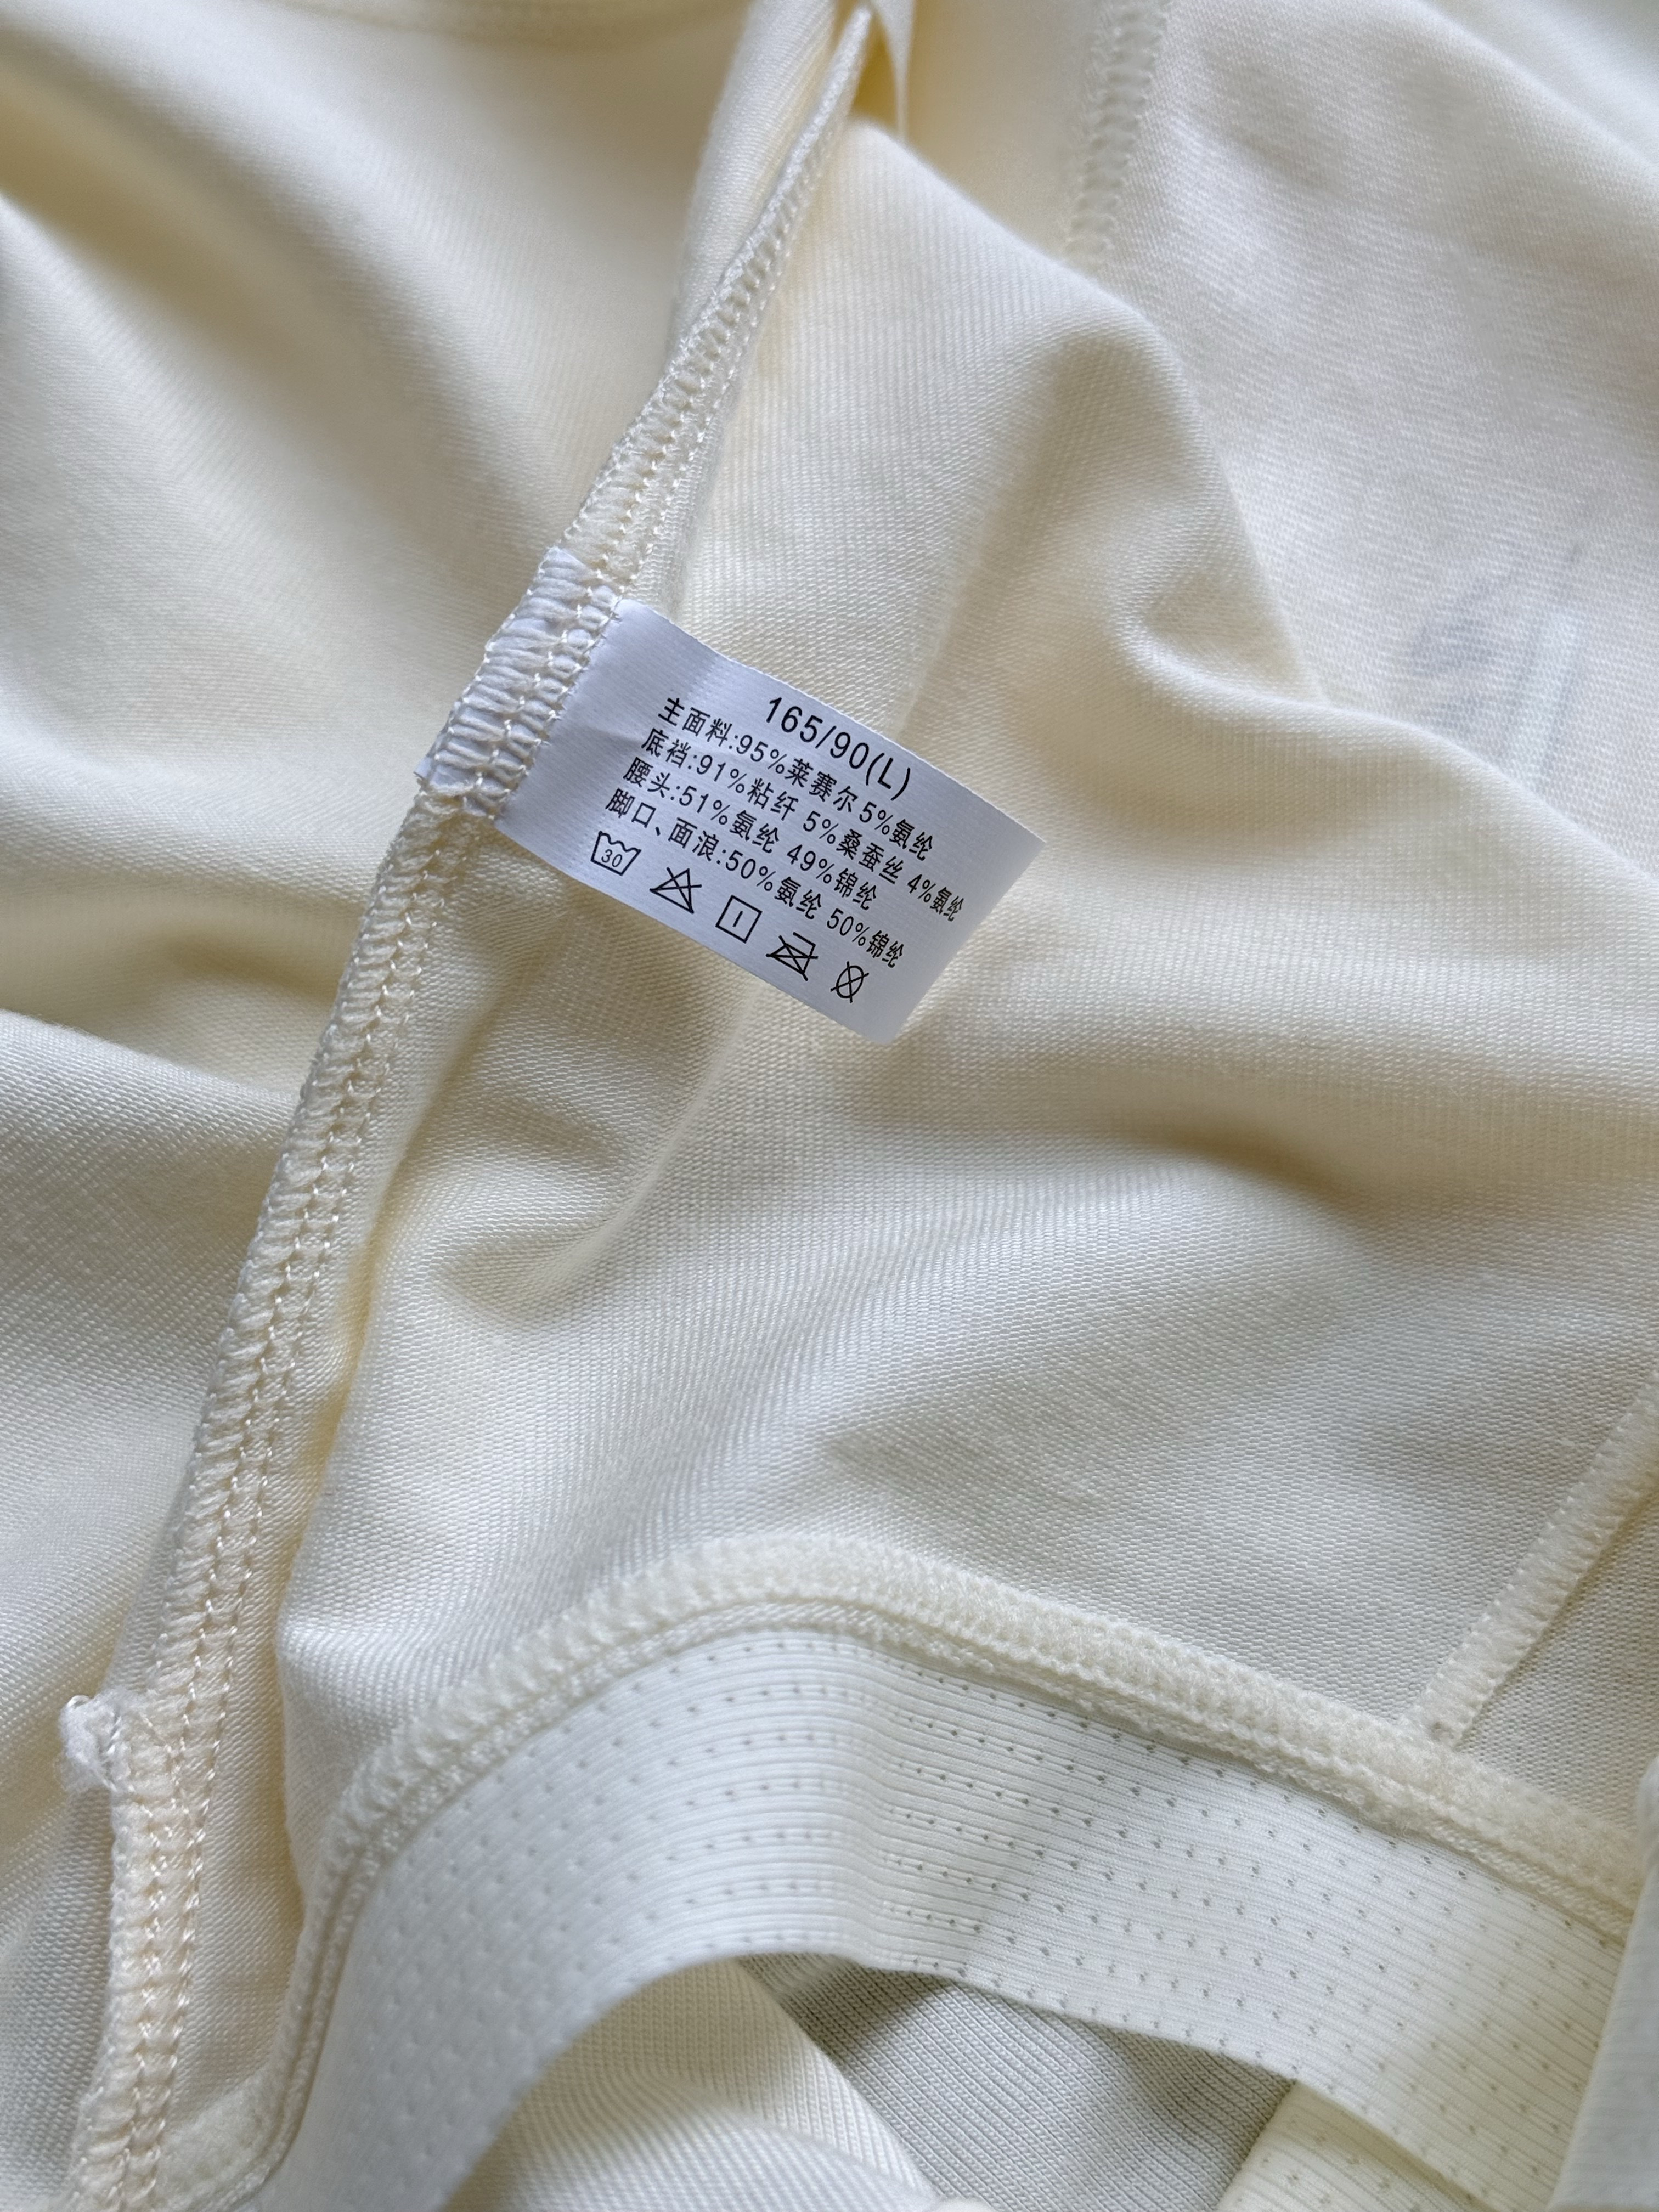 165/90(L)
主面料:95%莱赛尔 5%氨纶
底裆:91%粘纤 5%桑蚕丝 4%氨纶
腰头:51%氨纶 49%锦纶
脚口、面浪:50%氨纶 50%锦纶
30